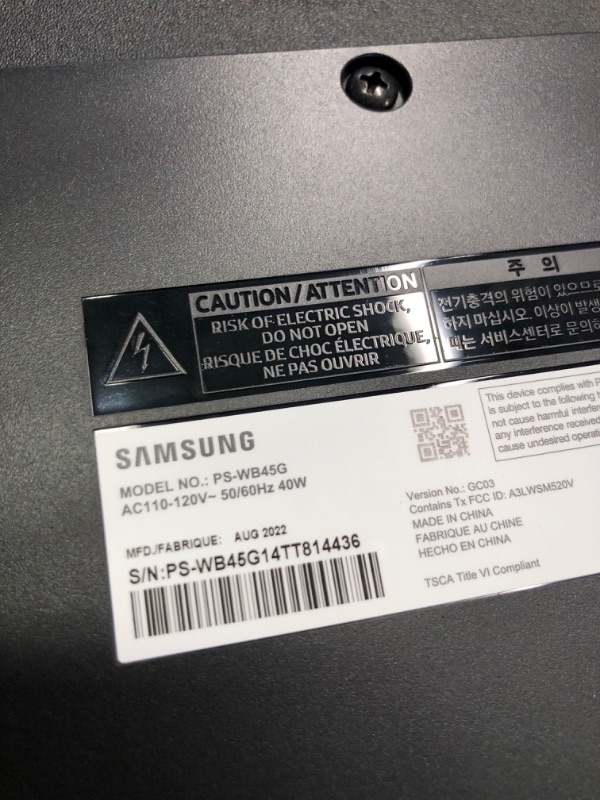 CAUTION/ATTENTION
RISK OF ELECTRIC SHOCK,
DO NOT OPEN
RISQUE DE CHOC ÉLECTRIQUE,
NE PAS OUVRIR
주 의
전기충격의 위험이 있으므로
하지 마십시오. 이상이 발생
때는 서비스센터로 문의하
SAMSUNG
MODEL NO.: PS-WB45G
AC110-120V~ 50/60Hz 40W
MFD./FABRIQUE: AUG 2022
S/N:PS-WB45G14TT814436
This device complies with
is subject to the following
not cause harmful
any interference received
cause undesired
Version No.: GC03
Contains Tx FCC ID: A3LWSM520V
MADE IN CHINA
FABRIQUE AU CHINE
HECHO EN CHINA
TSCA Title VI Compliant